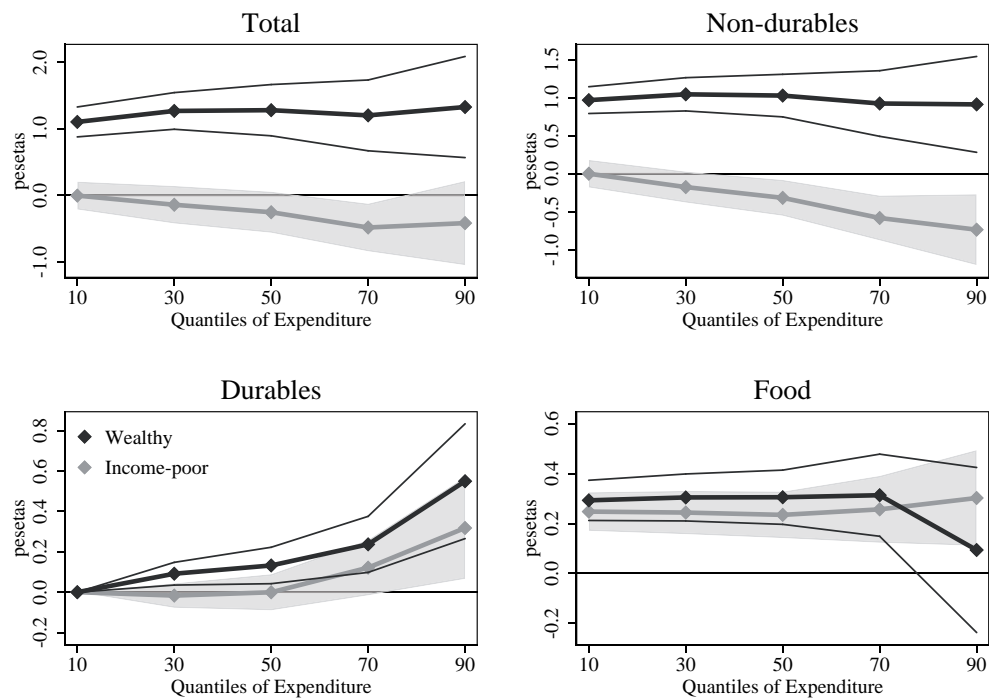 Total
pesetas
2.0
1.0
0.0
-1.0
10 30 50 70 90
Quantiles of Expenditure
Non-durables
pesetas
1.5
1.0
0.5
0.0
-0.5
-1.0
10 30 50 70 90
Quantiles of Expenditure
Durables
Wealthy
Income-poor
pesetas
0.8
0.6
0.4
0.2
0.0
-0.2
10 30 50 70 90
Quantiles of Expenditure
Food
pesetas
0.6
0.4
0.2
0.0
-0.2
10 30 50 70 90
Quantiles of Expenditure